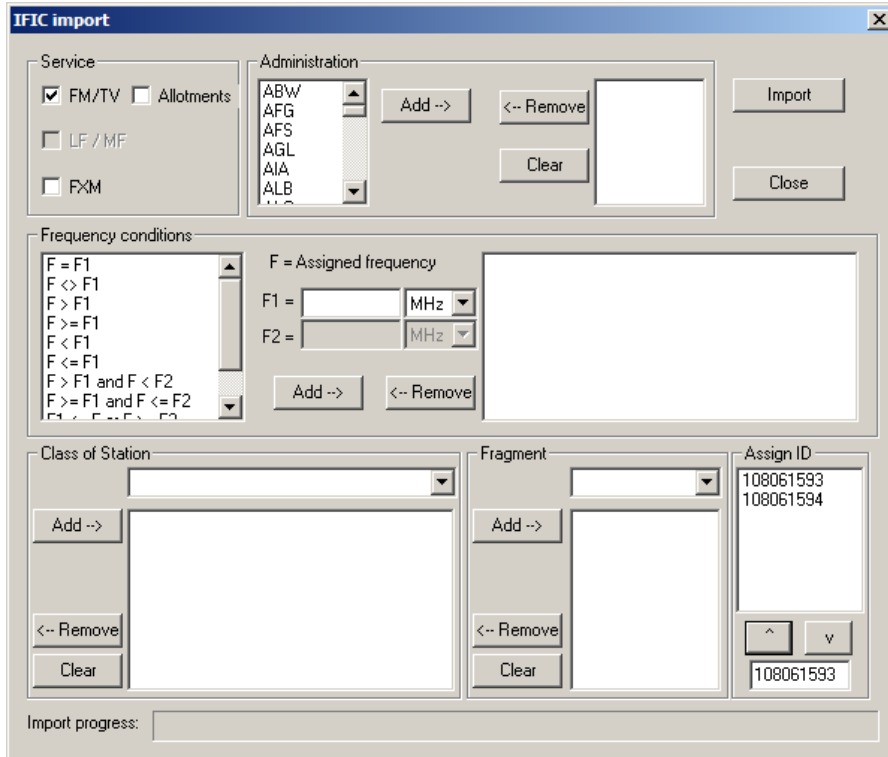 IFIC import
Service
FM/TV Allotments
LF / MF
FXM
Administration
ABW
AFG
AFS
AGL
AIA
ALB
Add -->
<-- Remove
Clear
Import
Close
Frequency conditions
F = F1
F <> F1
F > F1
F >= F1
F < F1
F <= F1
F > F1 and F < F2
F >= F1 and F <= F2
F = Assigned frequency
F1 = MHz
F2 = MHz
Add -->
<-- Remove
Class of Station
Add -->
<-- Remove
Clear
Fragment
Add -->
<-- Remove
Clear
Assign ID
108061593
108061594
^ v
108061593
Import progress: